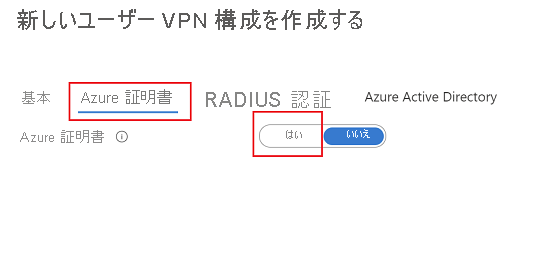 新しいユーザー VPN 構成を作成する
基本 Azure 証明書 RADIUS 認証 Azure Active Directory
Azure 証明書 はい いいえ